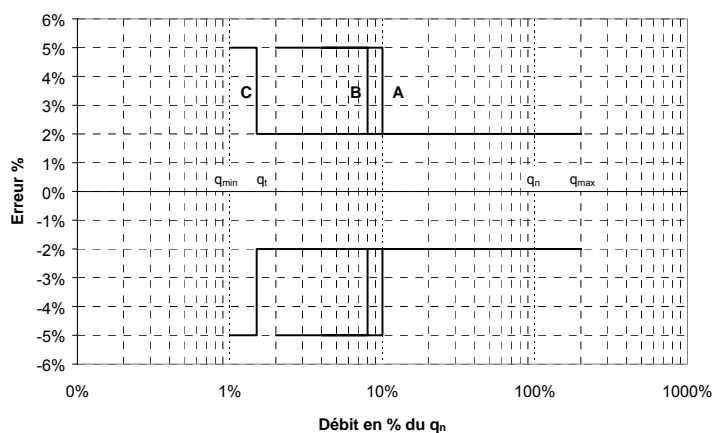 6%
5%
4%
3%
2%
1%
0%
-1%
-2%
-3%
-4%
-5%
-6%
Erreur %
C B A
qmin qt qn qmax
0% 1% 10% 100% 1000%
Débit en % du qn